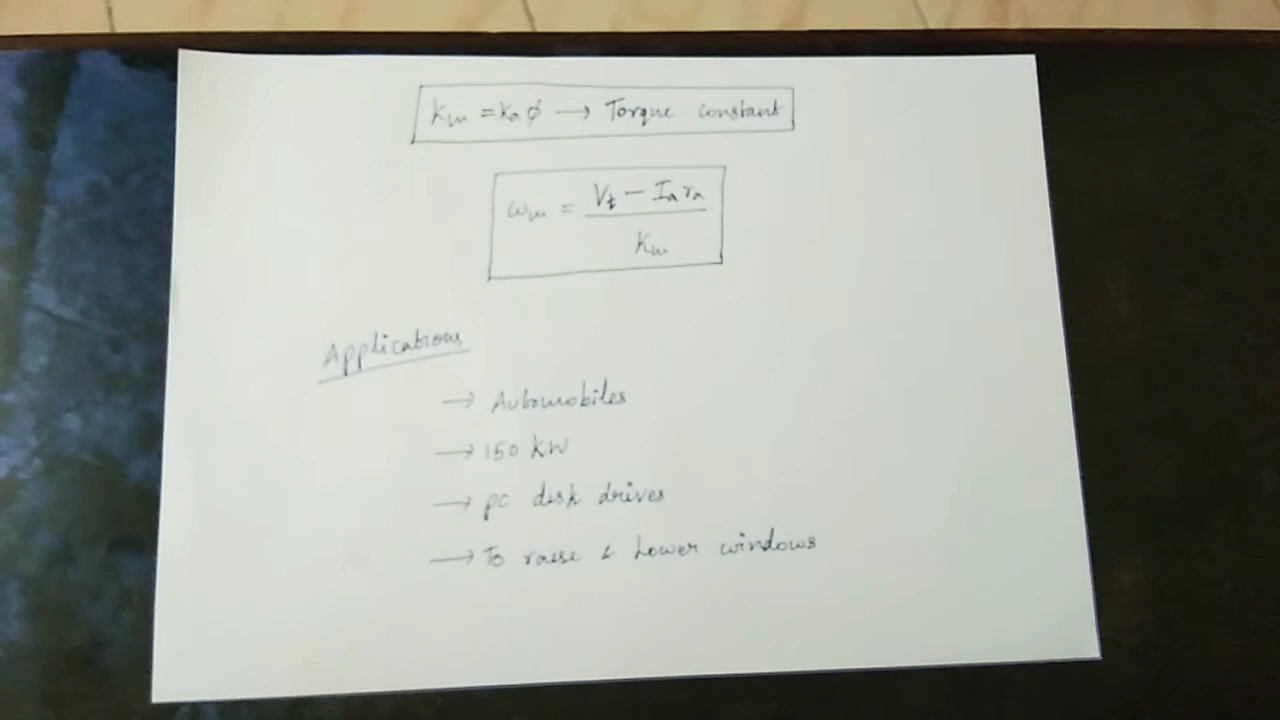 Km = Ka ϕ → Torque constant
ωm = (Vt − Ia ra) / Km
Applications
→ Automobiles
→ 150 kW
→ pc disk drives
→ To raise & Lower windows